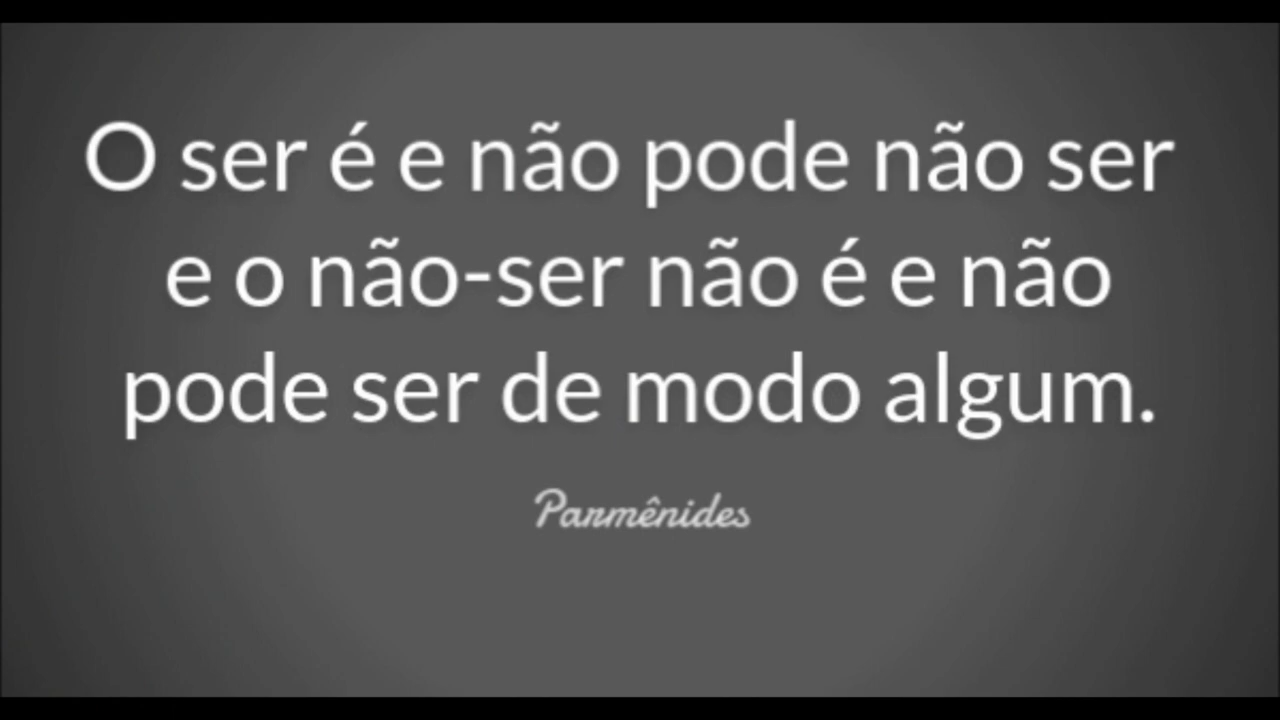 O ser é e não pode não ser
e o não-ser não é e não
pode ser de modo algum.
Parmênides